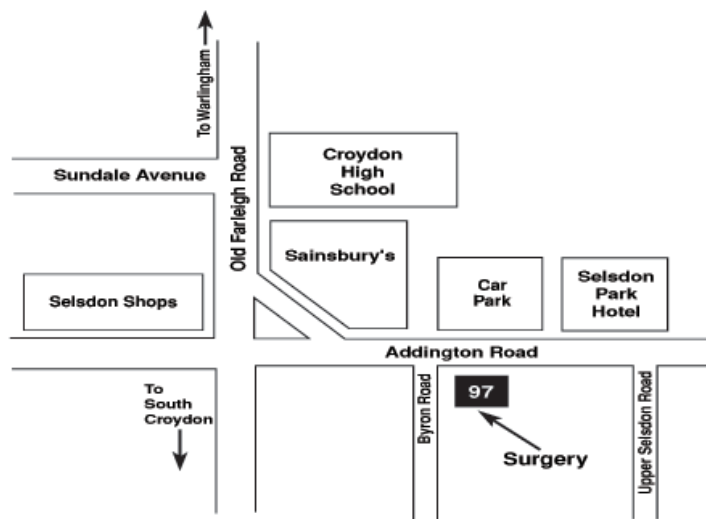 To Warlingham
Sundale Avenue
Old Farleigh Road
Croydon
High
School
Sainsbury's
Selsdon Shops
Car
Park
Selsdon
Park
Hotel
Addington Road
To
South
Croydon
Byron Road
97
Surgery
Upper Selsdon Road